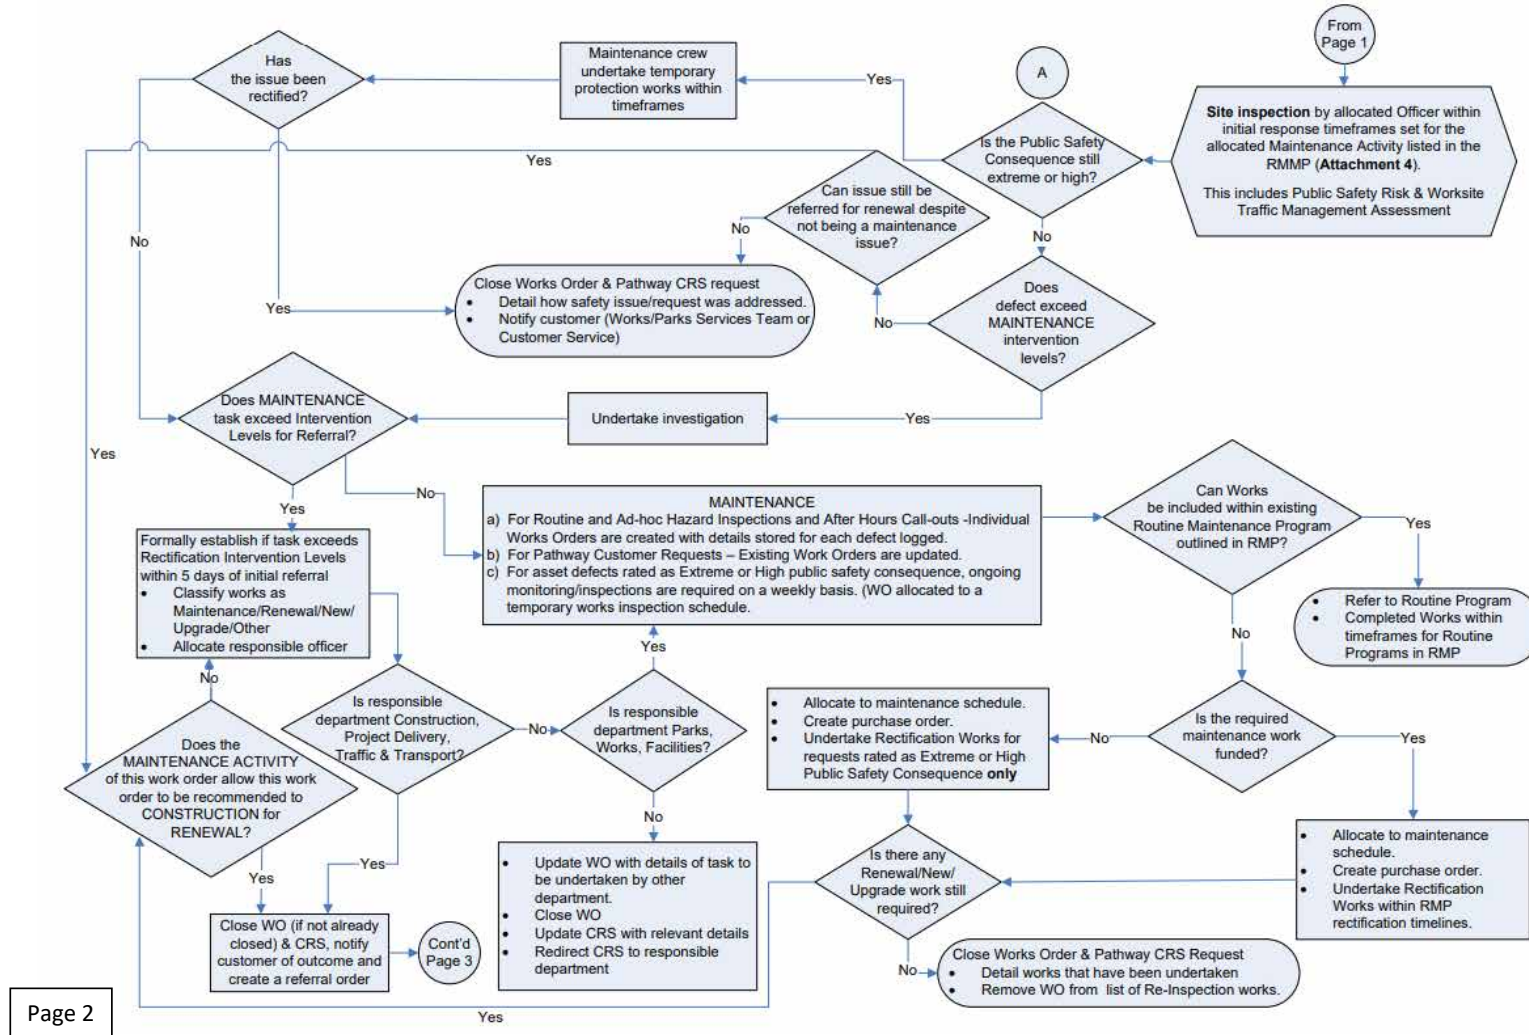 From
Page 1
Site inspection by allocated Officer within
initial response timeframes set for the
allocated Maintenance Activity listed in the
RMMP (Attachment 4).
This includes Public Safety Risk & Worksite
Traffic Management Assessment
A
Is the Public Safety
Consequence still
extreme or high?
Yes
Maintenance crew
undertake temporary
protection works within
timeframes
Has
the issue been
rectified?
Yes
Can issue still be
referred for renewal despite
not being a maintenance
issue?
No
No
No
Does
defect exceed
MAINTENANCE
intervention
levels?
No
Yes
Close Works Order & Pathway CRS request
• Detail how safety issue/request was addressed.
• Notify customer (Works/Parks Services Team or
Customer Service)
Does MAINTENANCE
task exceed Intervention
Levels for Referral?
Undertake investigation
Yes
Yes
No
Yes
MAINTENANCE
a) For Routine and Ad-hoc Hazard Inspections and After Hours Call-outs -Individual
Works Orders are created with details stored for each defect logged.
b) For Pathway Customer Requests – Existing Work Orders are updated.
c) For asset defects rated as Extreme or High public safety consequence, ongoing
monitoring/inspections are required on a weekly basis. (WO allocated to a
temporary works inspection schedule.
Can Works
be included within existing
Routine Maintenance Program
outlined in RMP?
Yes
• Refer to Routine Program
• Completed Works within
timeframes for Routine
Programs in RMP
No
Formally establish if task exceeds
Rectification Intervention Levels
within 5 days of initial referral
• Classify works as
Maintenance/Renewal/New/
Upgrade/Other
• Allocate responsible officer
No
Yes
Is responsible
department Construction,
Project Delivery,
Traffic & Transport?
No
Is responsible
department Parks,
Works, Facilities?
• Allocate to maintenance schedule.
• Create purchase order.
• Undertake Rectification Works for
requests rated as Extreme or High
Public Safety Consequence only
No
Is the required
maintenance work
funded?
Yes
Does the
MAINTENANCE ACTIVITY
of this work order allow this work
order to be recommended to
CONSTRUCTION for
RENEWAL?
No
• Update WO with details of task to
be undertaken by other
department.
• Close WO
• Update CRS with relevant details
• Redirect CRS to responsible
department
Is there any
Renewal/New/
Upgrade work still
required?
• Allocate to maintenance
schedule.
• Create purchase order.
• Undertake Rectification
Works within RMP
rectification timelines.
Yes
Yes
Close WO (if not already
closed) & CRS, notify
customer of outcome and
create a referral order
Cont'd
Page 3
No
Close Works Order & Pathway CRS Request
• Detail works that have been undertaken
• Remove WO from list of Re-Inspection works.
Yes
Page 2